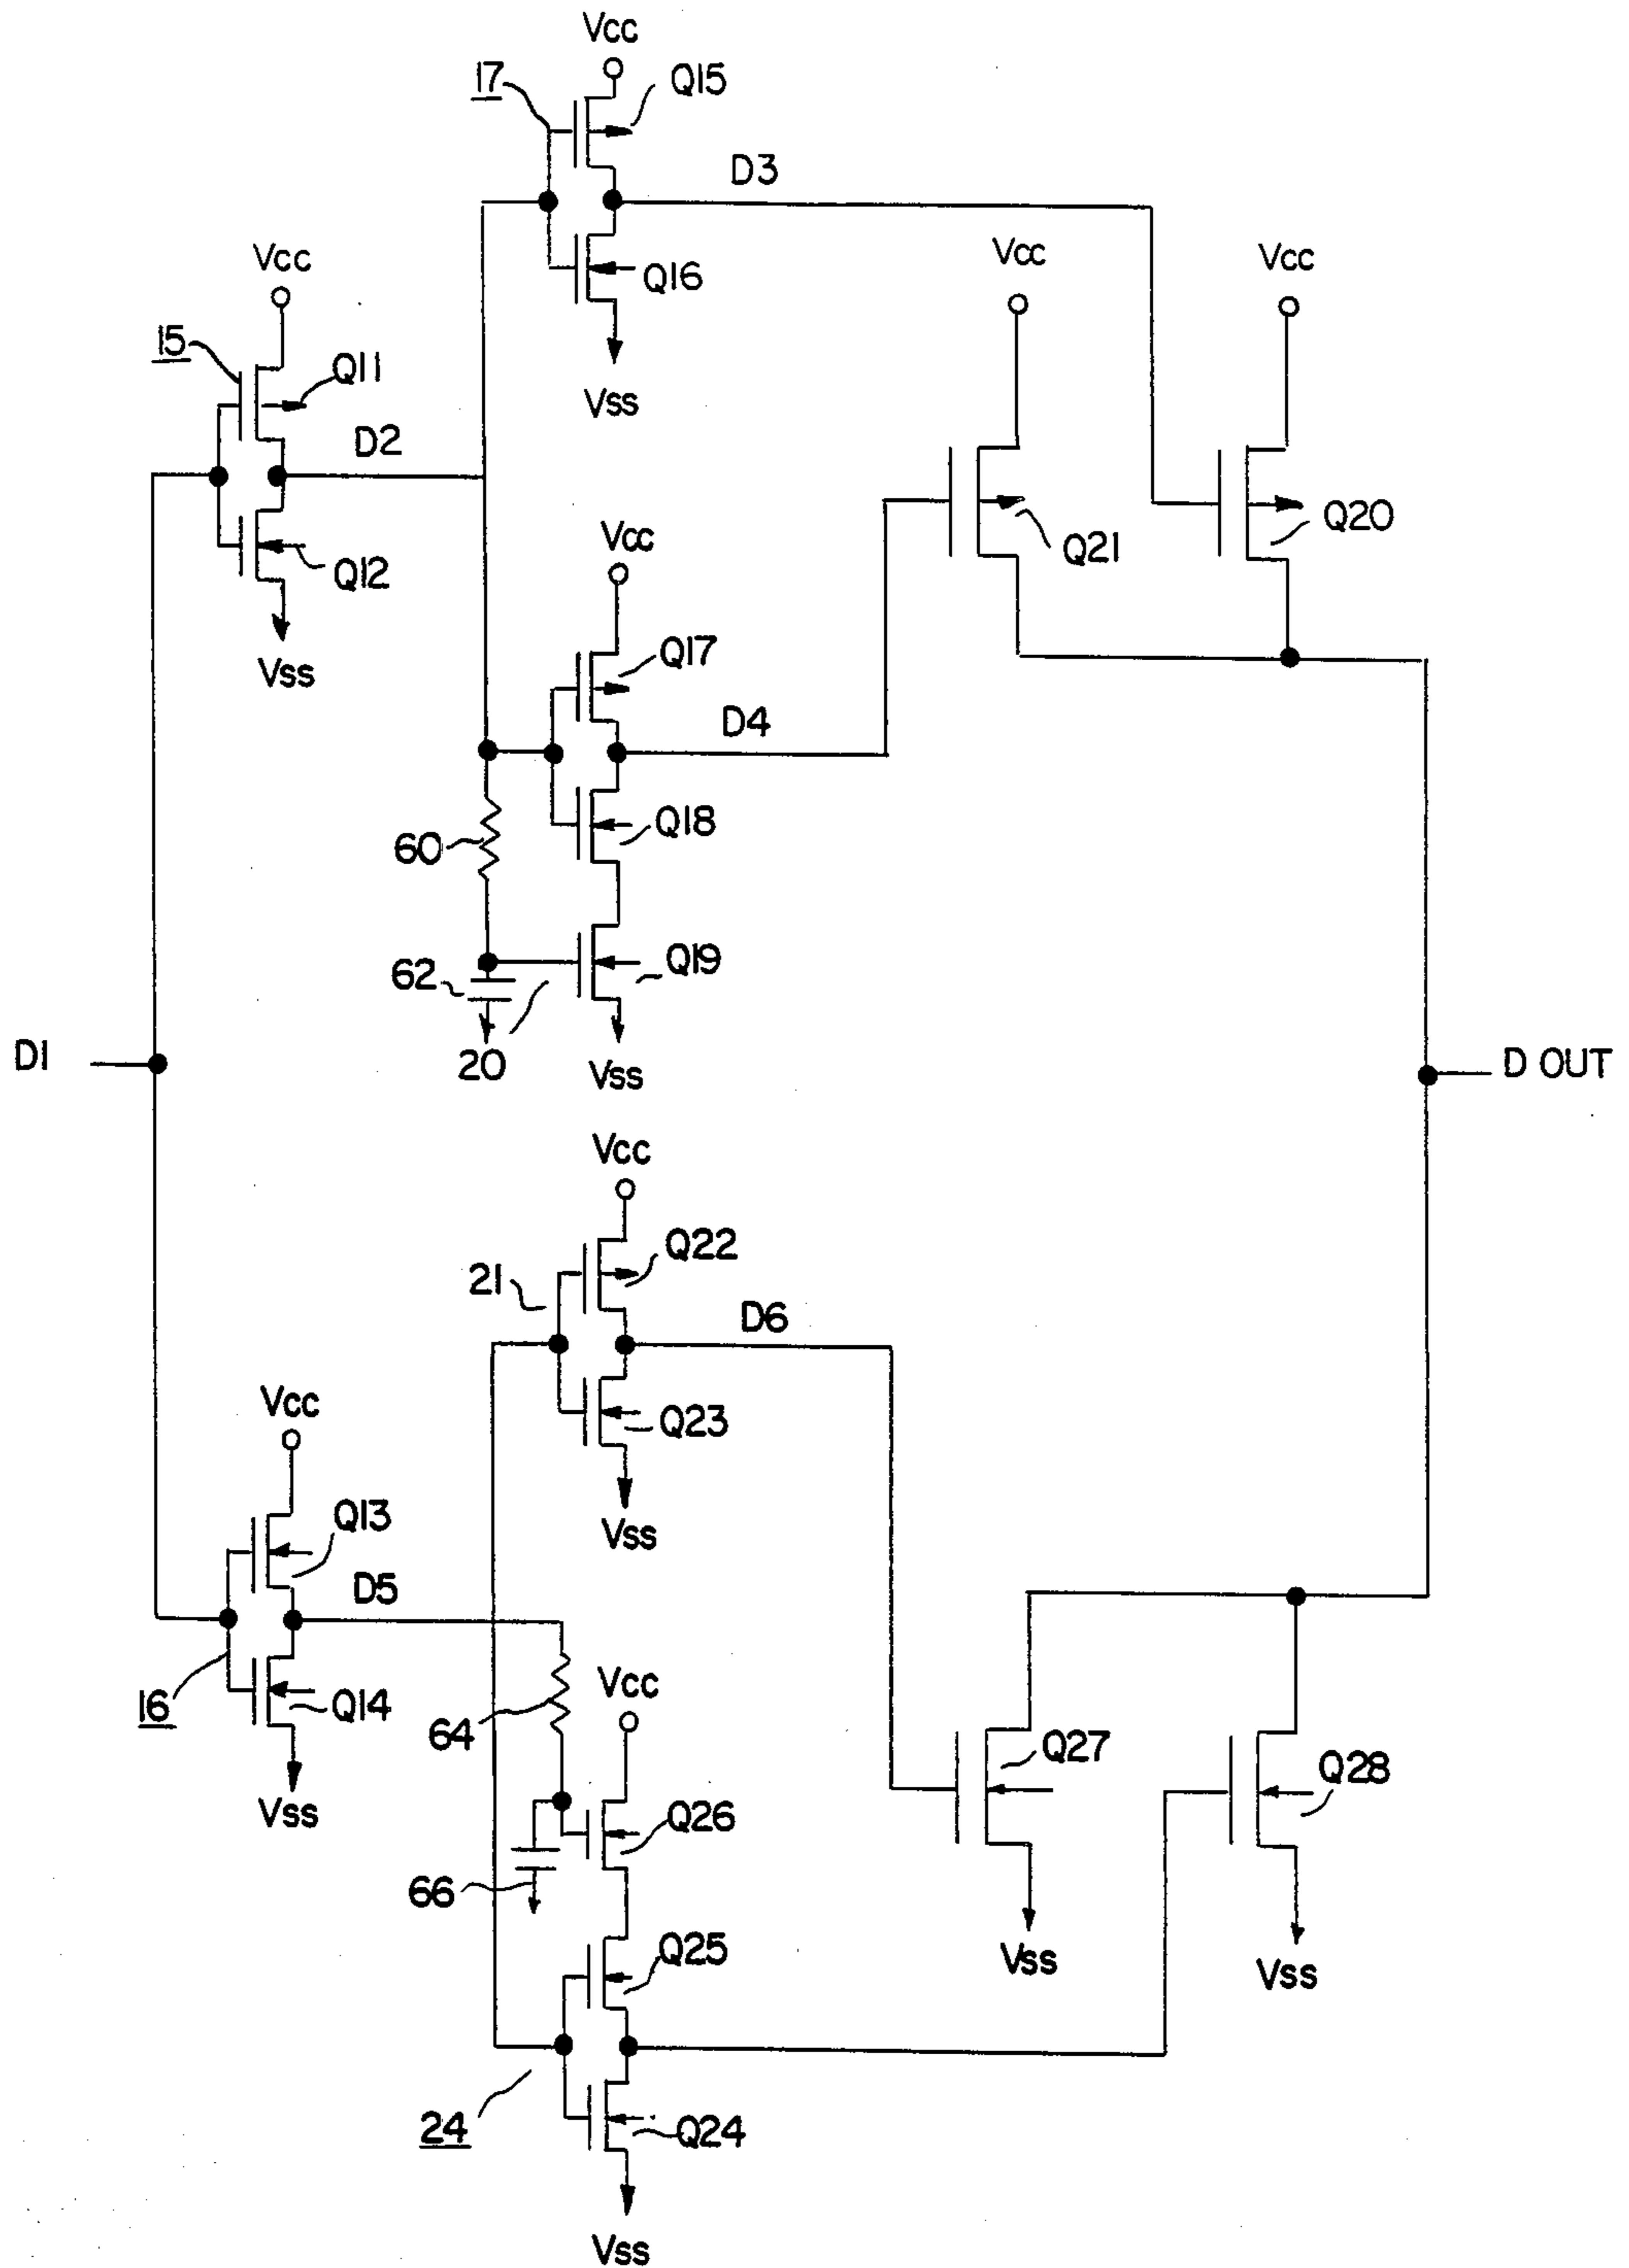 Vcc
17
Q15
D3
Q16
Vss
Vcc
15
Q11
D2
Q12
Vss
Vcc
Vcc
Q21
Q20
Vcc
Q17
D4
60
Q18
62
Q19
20
Vss
D1
D OUT
Vcc
21
Q22
D6
Q23
Vss
Vcc
Q13
D5
16
Q14
Vss
64
Vcc
Q26
66
Q25
24
Q24
Vss
Q27
Q28
Vss
Vss